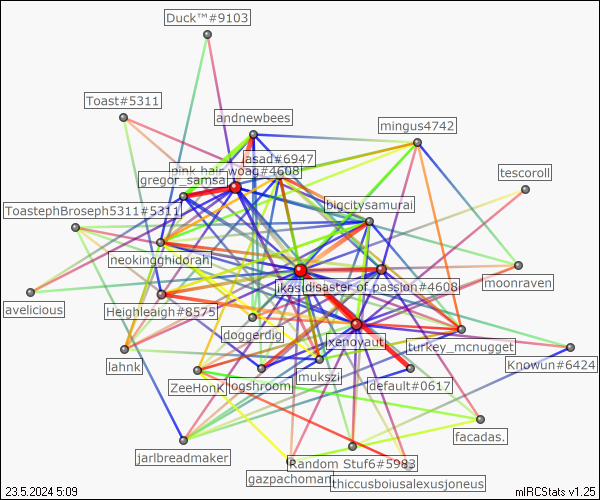 Duck™#9103
Toast#5311
andnewbees
mingus4742
jasad#6947
pink hair woag#4608
gregor_samsa
tescoroll
ToastephBroseph5311#5311
bigcitysamurai
neokingghidorah
moonraven
ikas
disaster of passion#4608
avelicious
Heighleaigh#8575
doggerdig
xenoyaut
turkey_mcnugget
lahnk
Knowun#6424
mukszi
ZeeHonK
logshroom
default#0617
facadas.
jarlbreadmaker
Random Stuf6#5983
gazpachoman
thiccusboiusalexusjoneus
23.5.2024 5:09
mIRCStats v1.25